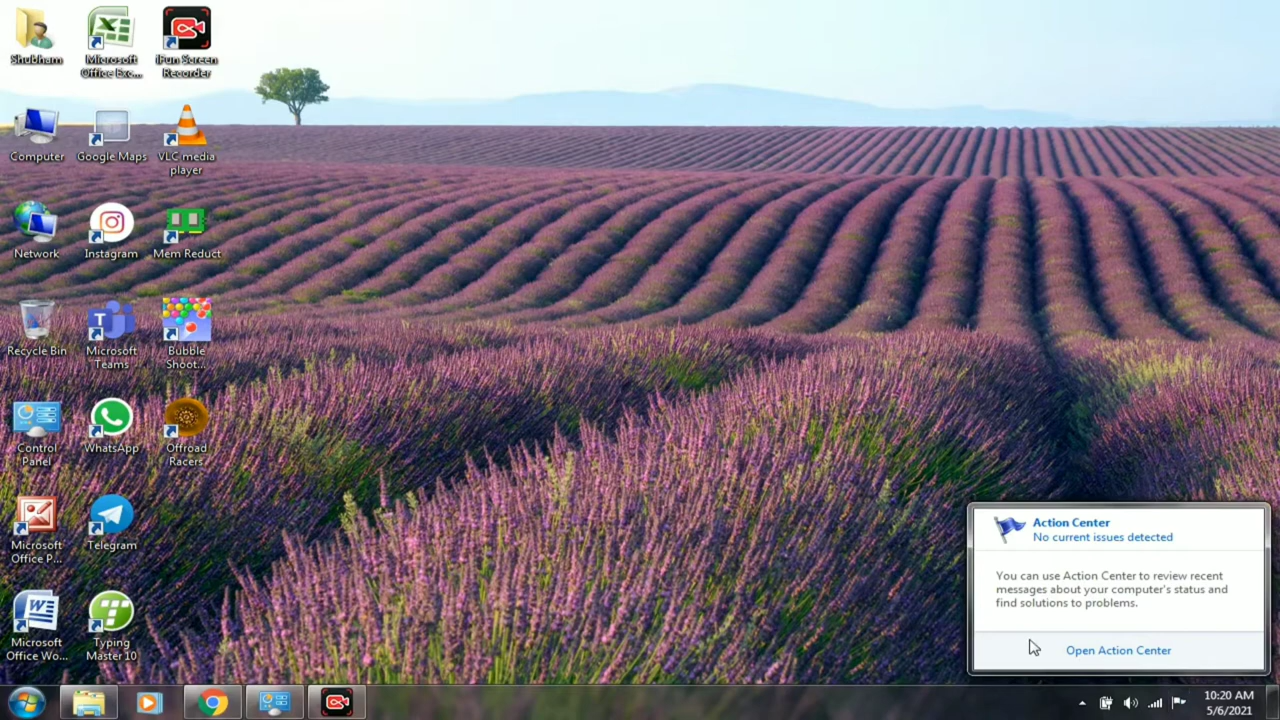 Shubham
Microsoft
Office Exc...
iFun Screen
Recorder
Computer
Google Maps
VLC media
player
Network
Instagram
Mem Reduct
Recycle Bin
Microsoft
Teams
Bubble
Shoot...
Control
Panel
WhatsApp
Offroad
Racers
Microsoft
Office P...
Telegram
Microsoft
Office Wo...
Typing
Master 10
Action Center
No current issues detected
You can use Action Center to review recent
messages about your computer's status and
find solutions to problems.
Open Action Center
10:20 AM
5/6/2021